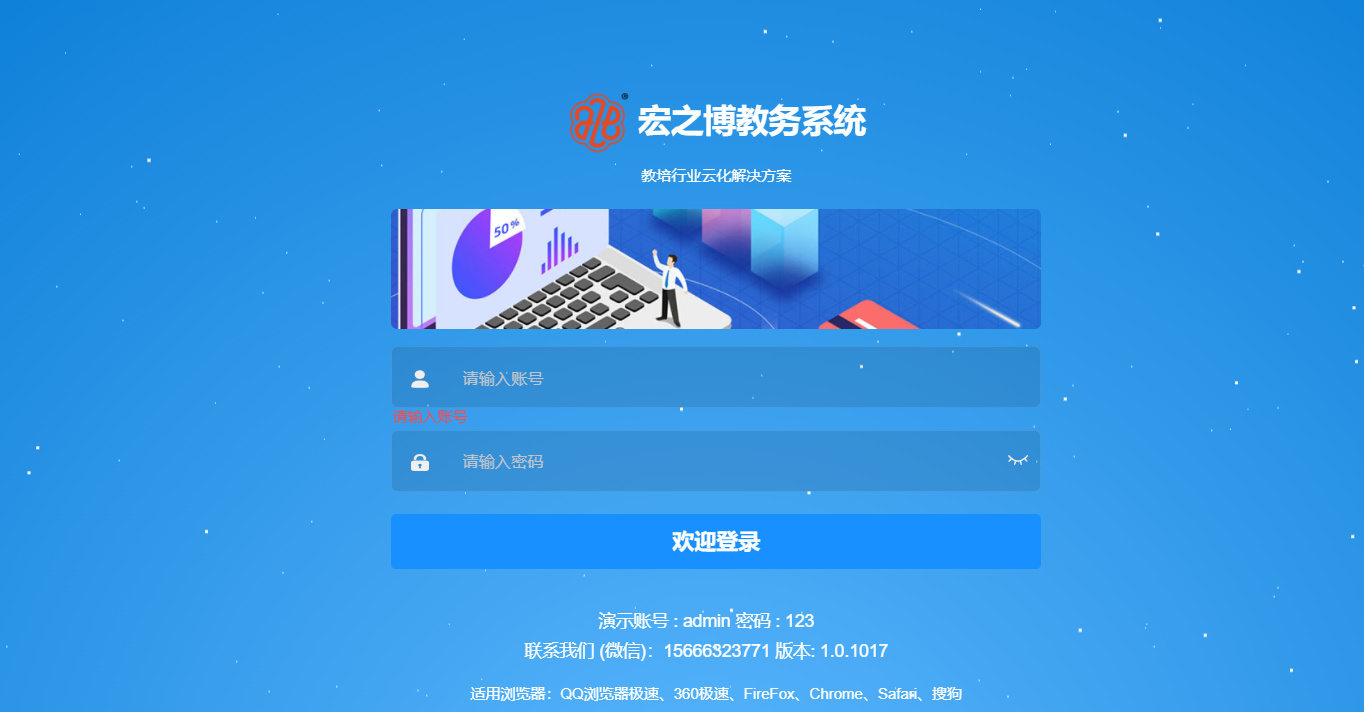 宏之博教务系统
教培行业云化解决方案
50%
请输入账号
请输入账号
请输入密码
欢迎登录
演示账号 : admin 密码 : 123
联系我们 (微信)：15666323771 版本: 1.0.1017
适用浏览器：QQ浏览器极速、360极速、FireFox、Chrome、Safari、搜狗